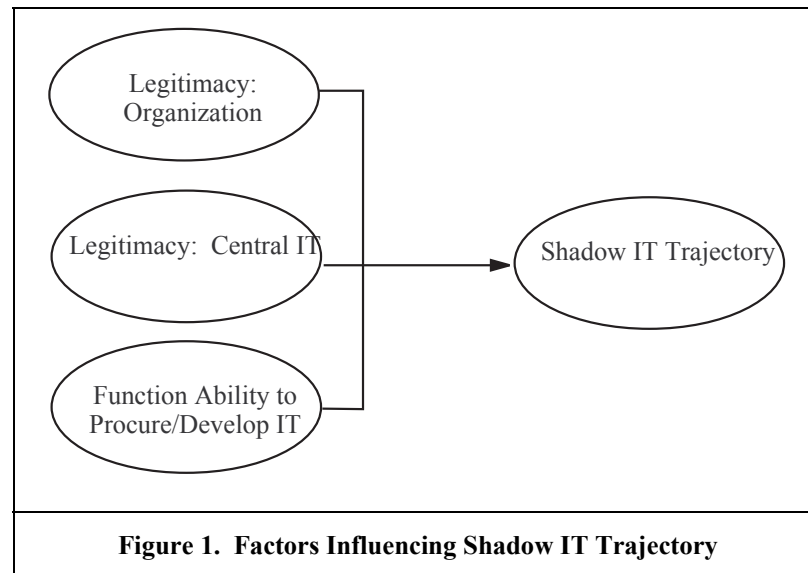 Legitimacy:
Organization
Legitimacy: Central IT
Shadow IT Trajectory
Function Ability to
Procure/Develop IT
Figure 1. Factors Influencing Shadow IT Trajectory